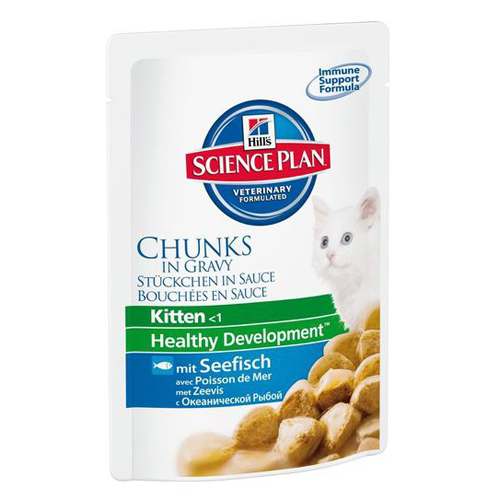 Immune
Support
Formula
Hill's
SCIENCE PLAN™
VETERINARY
FORMULATED
CHUNKS
IN GRAVY
STÜCKCHEN IN SAUCE
BOUCHÉES EN SAUCE
Kitten <1
Healthy Development™
mit Seefisch
avec Poisson de Mer
met Zeevis
с Океанической Рыбой